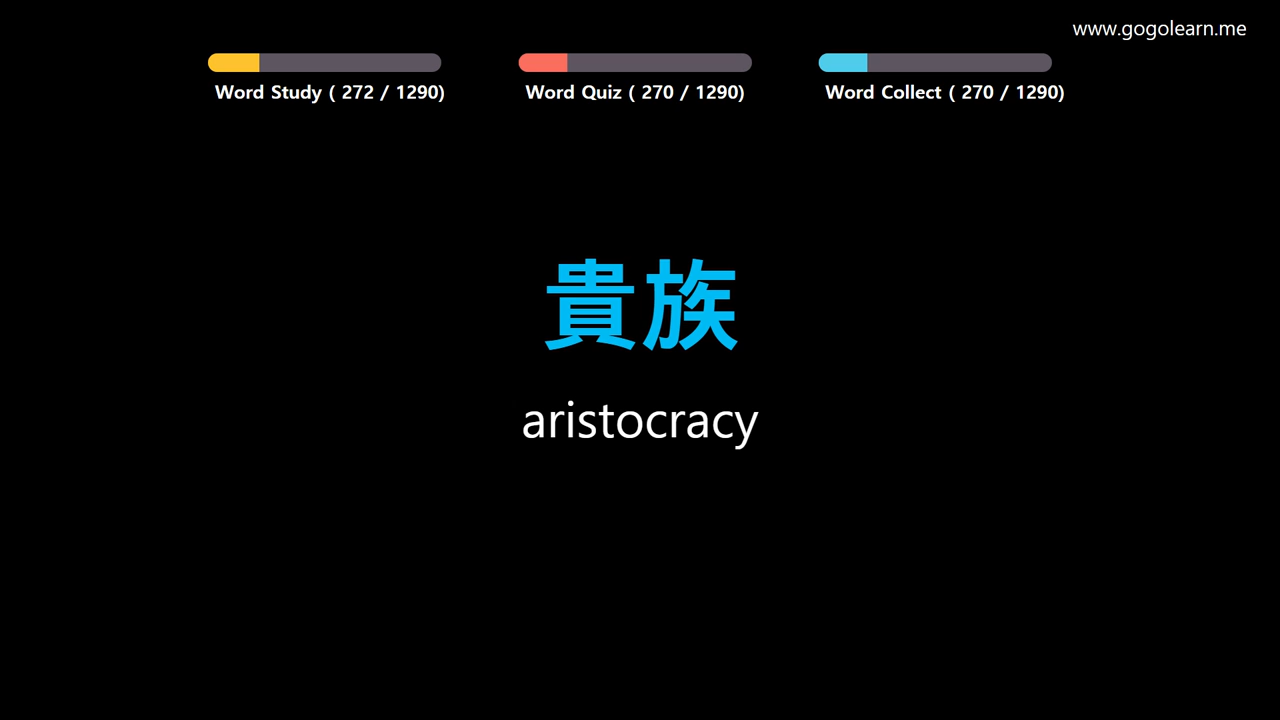 www.gogolearn.me
Word Study ( 272 / 1290)
Word Quiz ( 270 / 1290)
Word Collect ( 270 / 1290)
貴族
aristocracy